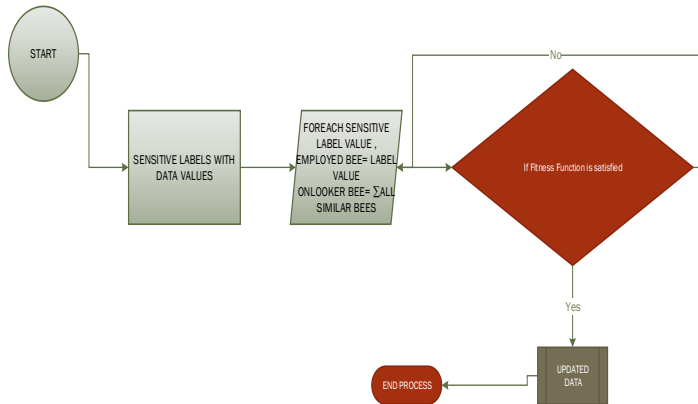 START
SENSITIVE LABELS WITH
DATA VALUES
FOREACH SENSITIVE
LABEL VALUE ,
EMPLOYED BEE= LABEL
VALUE
ONLOOKER BEE= ∑ALL
SIMILAR BEES
No
If Fitness Function is satisfied
Yes
UPDATED
DATA
END PROCESS